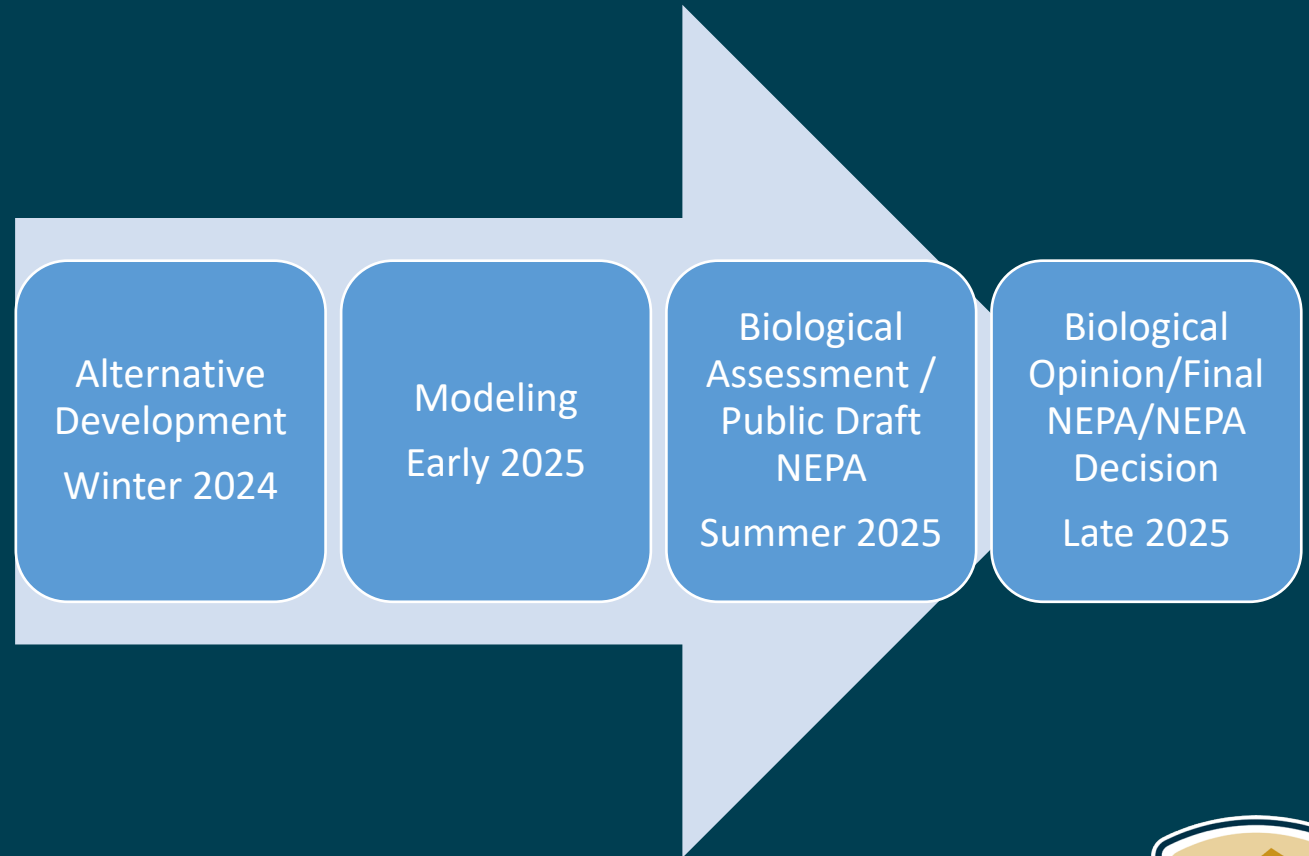 Alternative
Development
Winter 2024
Modeling
Early 2025
Biological
Assessment /
Public Draft
NEPA
Summer 2025
Biological
Opinion/Final
NEPA/NEPA
Decision
Late 2025